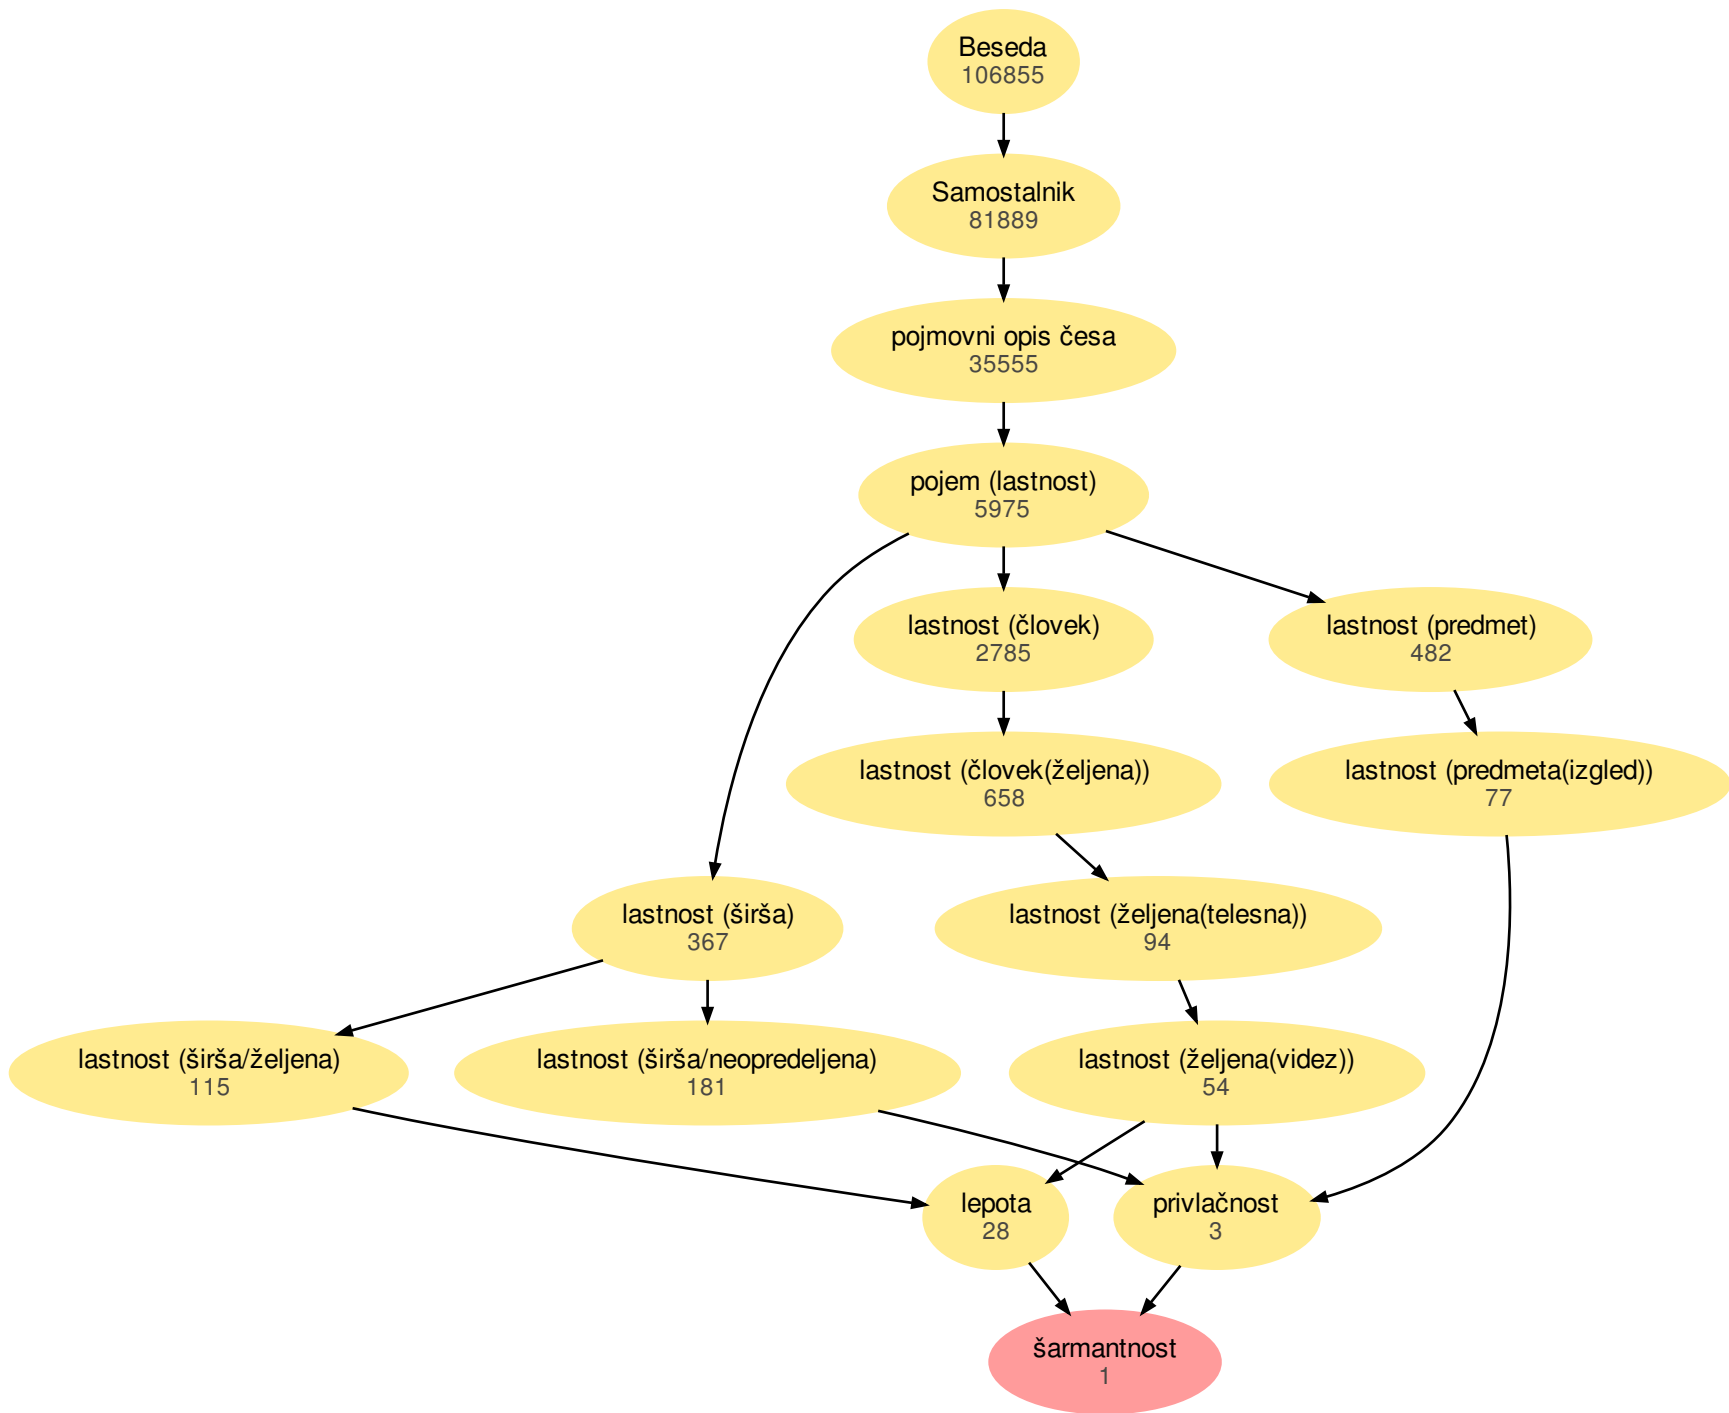 Beseda
106855
Samostalnik
81889
pojmovni opis česa
35555
pojem (lastnost)
5975
lastnost (človek)
2785
lastnost (predmet)
482
lastnost (človek(željena))
658
lastnost (predmeta(izgled))
77
lastnost (širša)
367
lastnost (željena(telesna))
94
lastnost (širša/željena)
115
lastnost (širša/neopredeljena)
181
lastnost (željena(videz))
54
lepota
28
privlačnost
3
šarmantnost
1